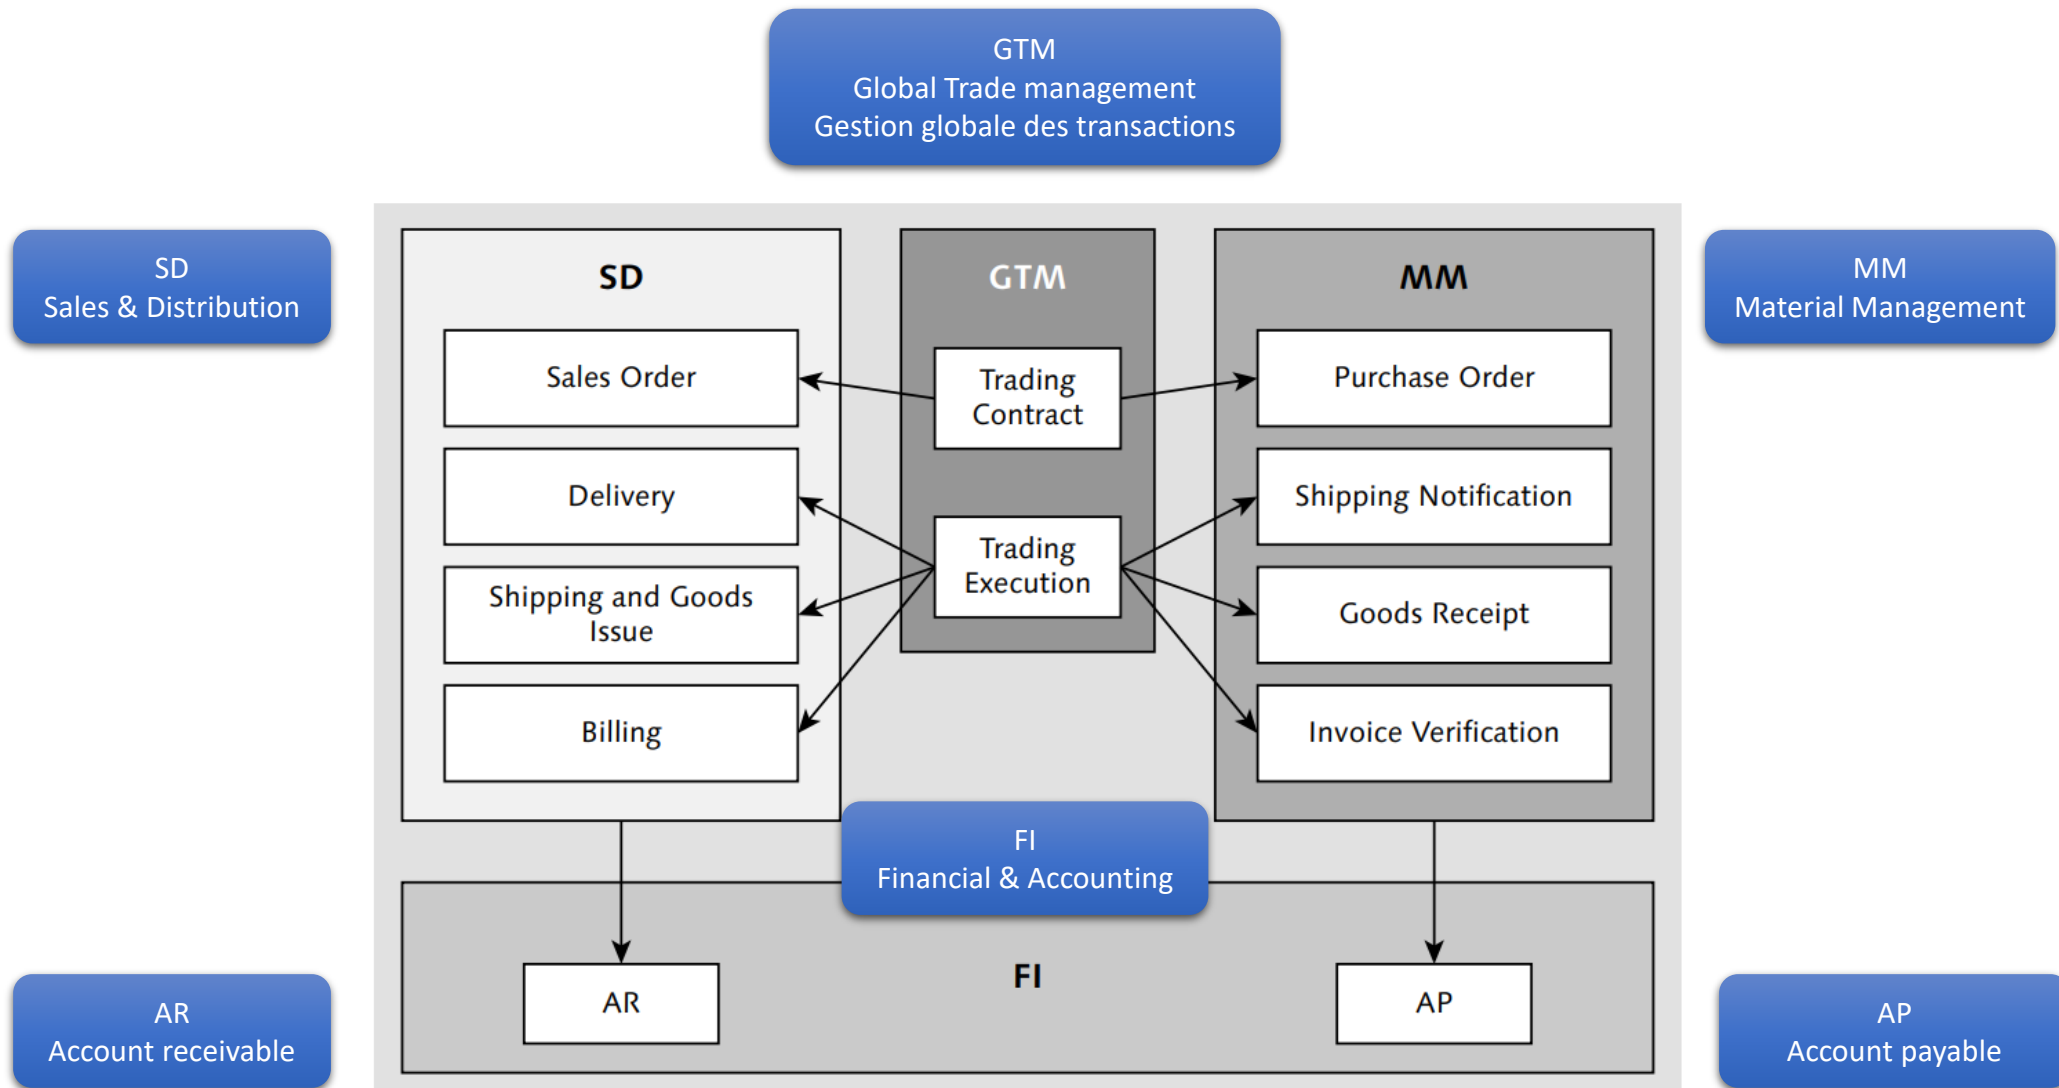 GTM
Global Trade management
Gestion globale des transactions
SD
Sales & Distribution
MM
Material Management
SD
Sales Order
Delivery
Shipping and Goods
Issue
Billing
GTM
Trading
Contract
Trading
Execution
MM
Purchase Order
Shipping Notification
Goods Receipt
Invoice Verification
FI
Financial & Accounting
FI
AR
AP
AR
Account receivable
AP
Account payable